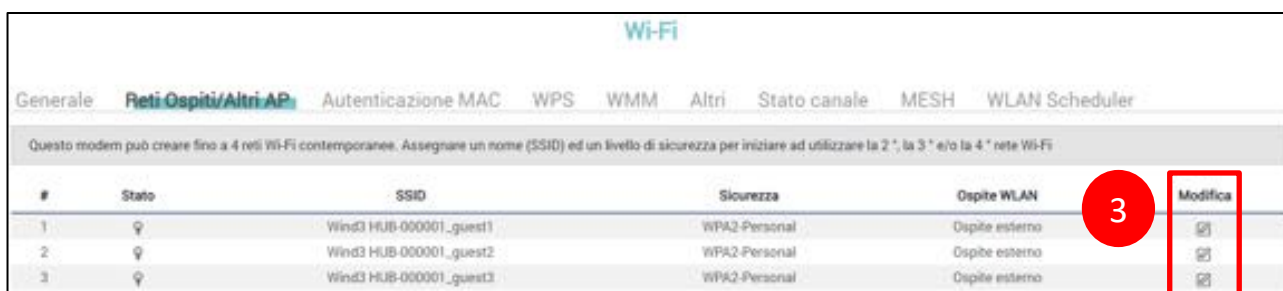 Wi-Fi
Generale Reti Ospiti/Altri AP Autenticazione MAC WPS WMM Altri Stato canale MESH WLAN Scheduler
Questo modem può creare fino a 4 reti Wi-Fi contemporanee. Assegnare un nome (SSID) ed un livello di sicurezza per iniziare ad utilizzare la 2 °, la 3 ° e/o la 4 ° rete Wi-Fi
# Stato SSID Sicurezza Ospite WLAN 3 Modifica
1 Wind3 HUB-000001_guest1 WPA2-Personal Ospite esterno
2 Wind3 HUB-000001_guest2 WPA2-Personal Ospite esterno
3 Wind3 HUB-000001_guest3 WPA2-Personal Ospite esterno